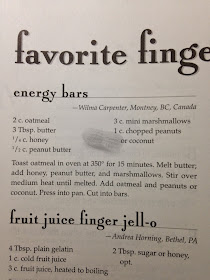 favorite finge
energy bars
—Wilma Carpenter, Montney, BC, Canada
2 c. oatmeal 3 c. mini marshmallows
3 Tbsp. butter 1 c. chopped peanuts
1/3 c. honey or coconut
1/3 c. peanut butter
Toast oatmeal in oven at 350° for 15 minutes. Melt butter,
add honey, peanut butter, and marshmallows. Stir over
medium heat until melted. Add oatmeal and peanuts or
coconut. Press into pan. Cut into bars.
fruit juice finger jell-o
—Andrea Horning, Bethel, PA
4 Tbsp. plain gelatin 2 Tbsp. sugar or honey,
1 c. cold fruit juice opt.
3 c. fruit juice, heated to boiling